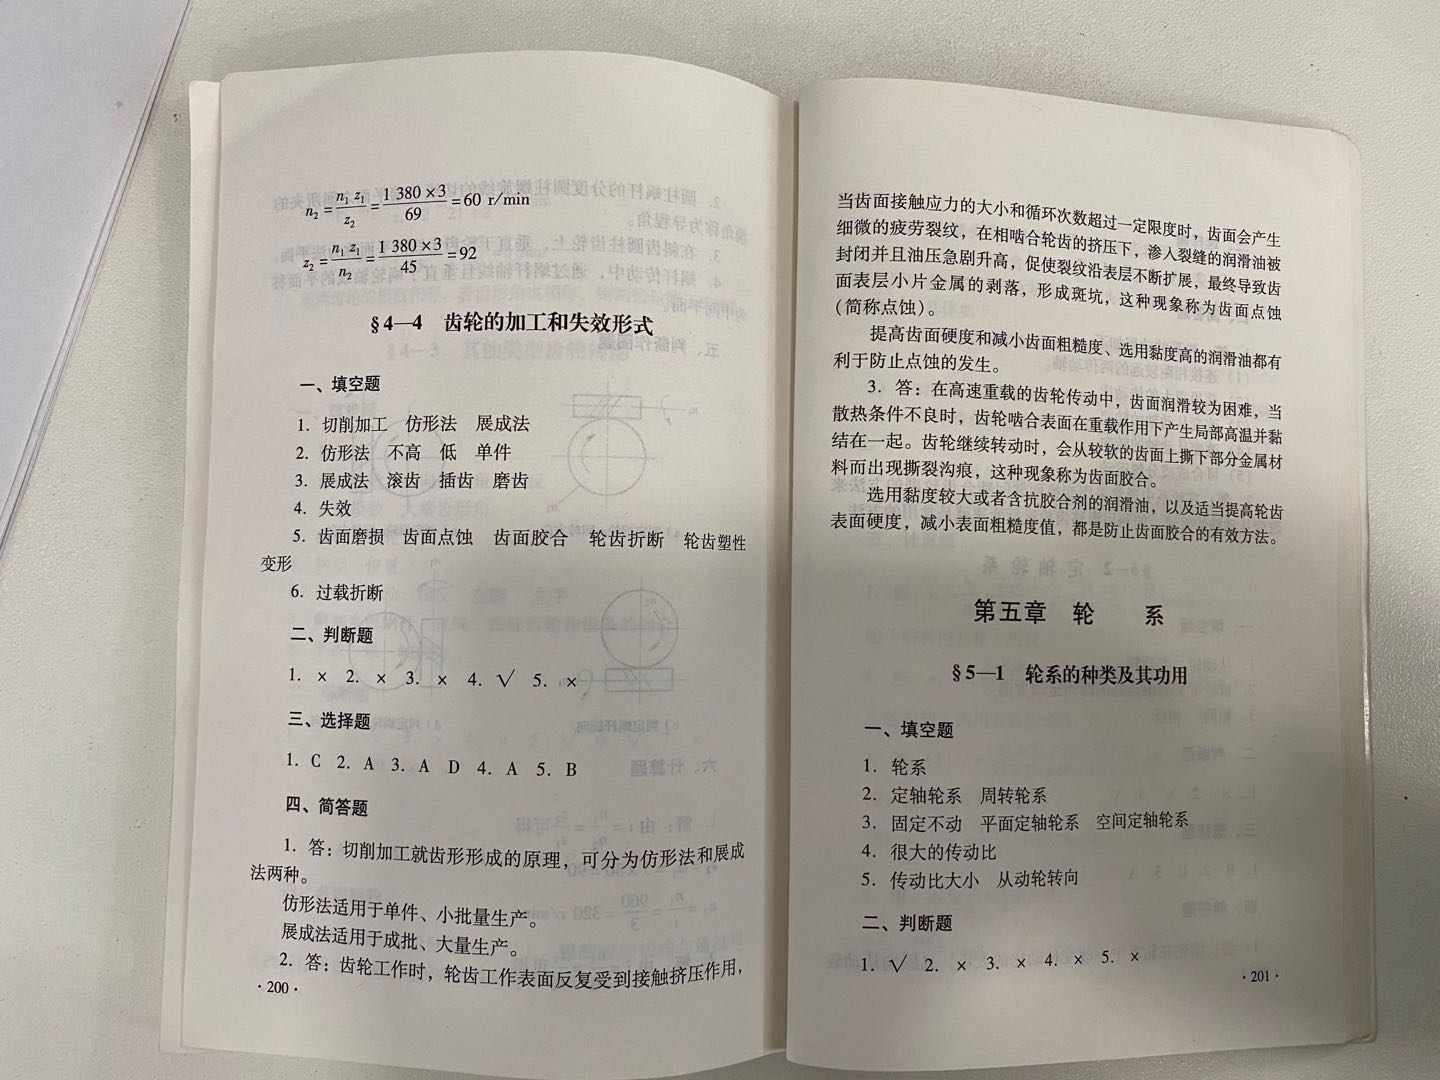 n₂ = n₁ z₁ / z₂ = 1 380 × 3 / 69 = 60 r/min
z₂ = n₁ z₁ / n₂ = 1 380 × 3 / 45 = 92
§4—4 齿轮的加工和失效形式
一、填空题
1. 切削加工 仿形法 展成法
2. 仿形法 不高 低 单件
3. 展成法 滚齿 插齿 磨齿
4. 失效
5. 齿面磨损 齿面点蚀 齿面胶合 轮齿折断 轮齿塑性
变形
6. 过载折断
二、判断题
1. × 2. × 3. × 4. √ 5. ×
三、选择题
1. C 2. A 3. A D 4. A 5. B
四、简答题
1. 答：切削加工就齿形形成的原理，可分为仿形法和展成
法两种。
仿形法适用于单件、小批量生产。
展成法适用于成批、大量生产。
2. 答：齿轮工作时，轮齿工作表面反复受到接触挤压作用，
·200·
当齿面接触应力的大小和循环次数超过一定限度时，齿面会产生
细微的疲劳裂纹，在相啮合轮齿的挤压下，渗入裂缝的润滑油被
封闭并且油压急剧升高，促使裂纹沿表层不断扩展，最终导致齿
面表层小片金属的剥落，形成斑坑，这种现象称为齿面点蚀
(简称点蚀)。
提高齿面硬度和减小齿面粗糙度、选用黏度高的润滑油都有
利于防止点蚀的发生。
3. 答：在高速重载的齿轮传动中，齿面润滑较为困难，当
散热条件不良时，齿轮啮合表面在重载作用下产生局部高温并黏
结在一起。齿轮继续转动时，会从较软的齿面上撕下部分金属材
料而出现撕裂沟痕，这种现象称为齿面胶合。
选用黏度较大或者含抗胶合剂的润滑油，以及适当提高轮齿
表面硬度，减小表面粗糙度值，都是防止齿面胶合的有效方法。
第五章 轮 系
§5—1 轮系的种类及其功用
一、填空题
1. 轮系
2. 定轴轮系 周转轮系
3. 固定不动 平面定轴轮系 空间定轴轮系
4. 很大的传动比
5. 传动比大小 从动轮转向
二、判断题
1. √ 2. × 3. × 4. × 5. ×
·201·